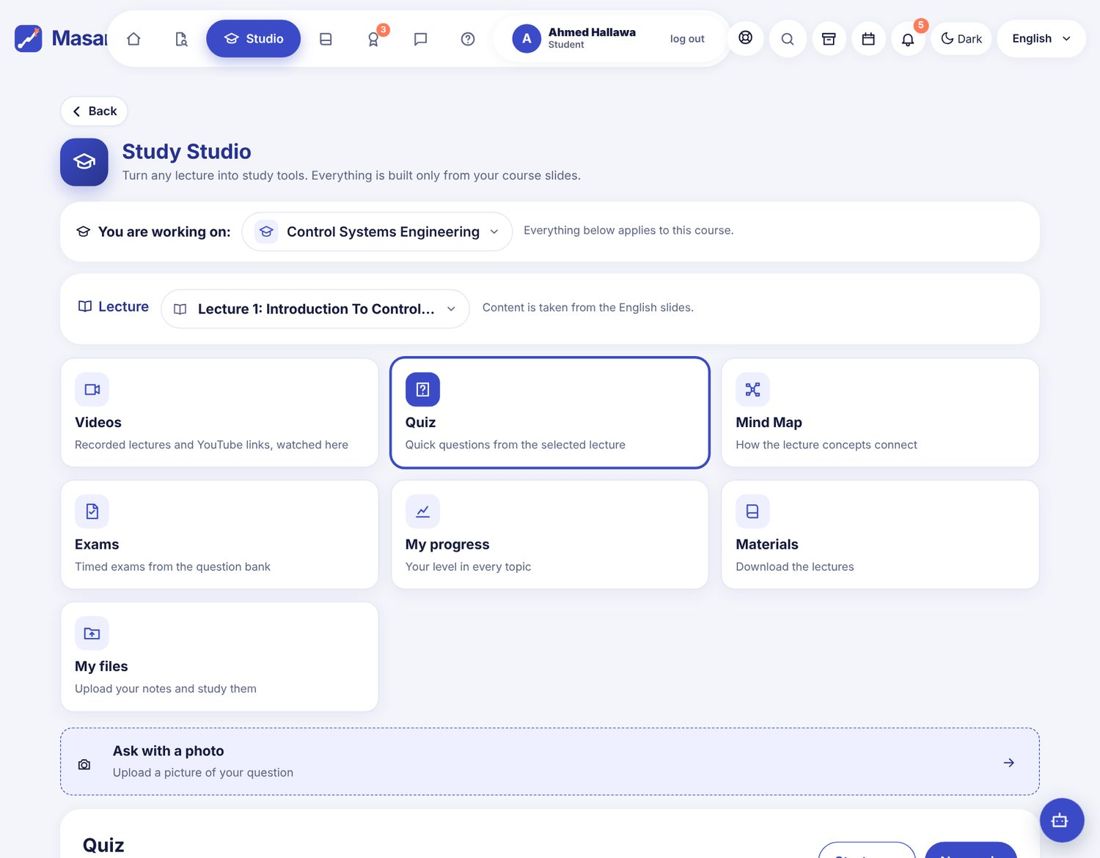 Studio
3
A
Ahmed Hallawa
Student
log out
5
Dark
English
Back
Study Studio
Turn any lecture into study tools. Everything is built only from your course slides.
You are working on:
Control Systems Engineering
Everything below applies to this course.
Lecture
Lecture 1: Introduction To Control...
Content is taken from the English slides.
Videos
Recorded lectures and YouTube links, watched here
Quiz
Quick questions from the selected lecture
Mind Map
How the lecture concepts connect
Exams
Timed exams from the question bank
My progress
Your level in every topic
Materials
Download the lectures
My files
Upload your notes and study them
Ask with a photo
Upload a picture of your question
Quiz